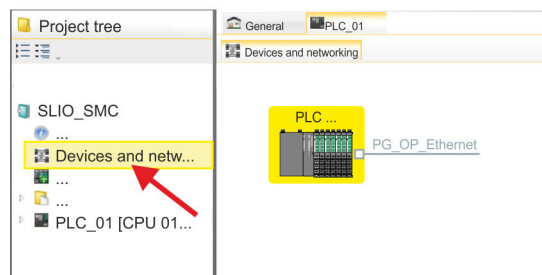 Project tree
General
PLC_01
Devices and networking
SLIO_SMC
...
Devices and netw...
...
...
PLC_01 [CPU 01...
PLC ...
PG_OP_Ethernet